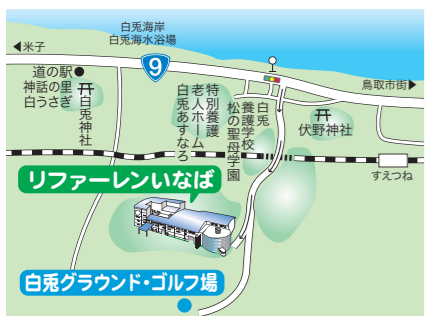 白兎海岸
白兎海水浴場
◀米子
9
道の駅●
神話の里
白うさぎ
白兎神社
特別養護
老人ホーム
白兎あすなろ
白兎
養護学校
松の聖母学園
鳥取市街▶
伏野神社
すえつね
リファーレンいなば
白兎グラウンド・ゴルフ場